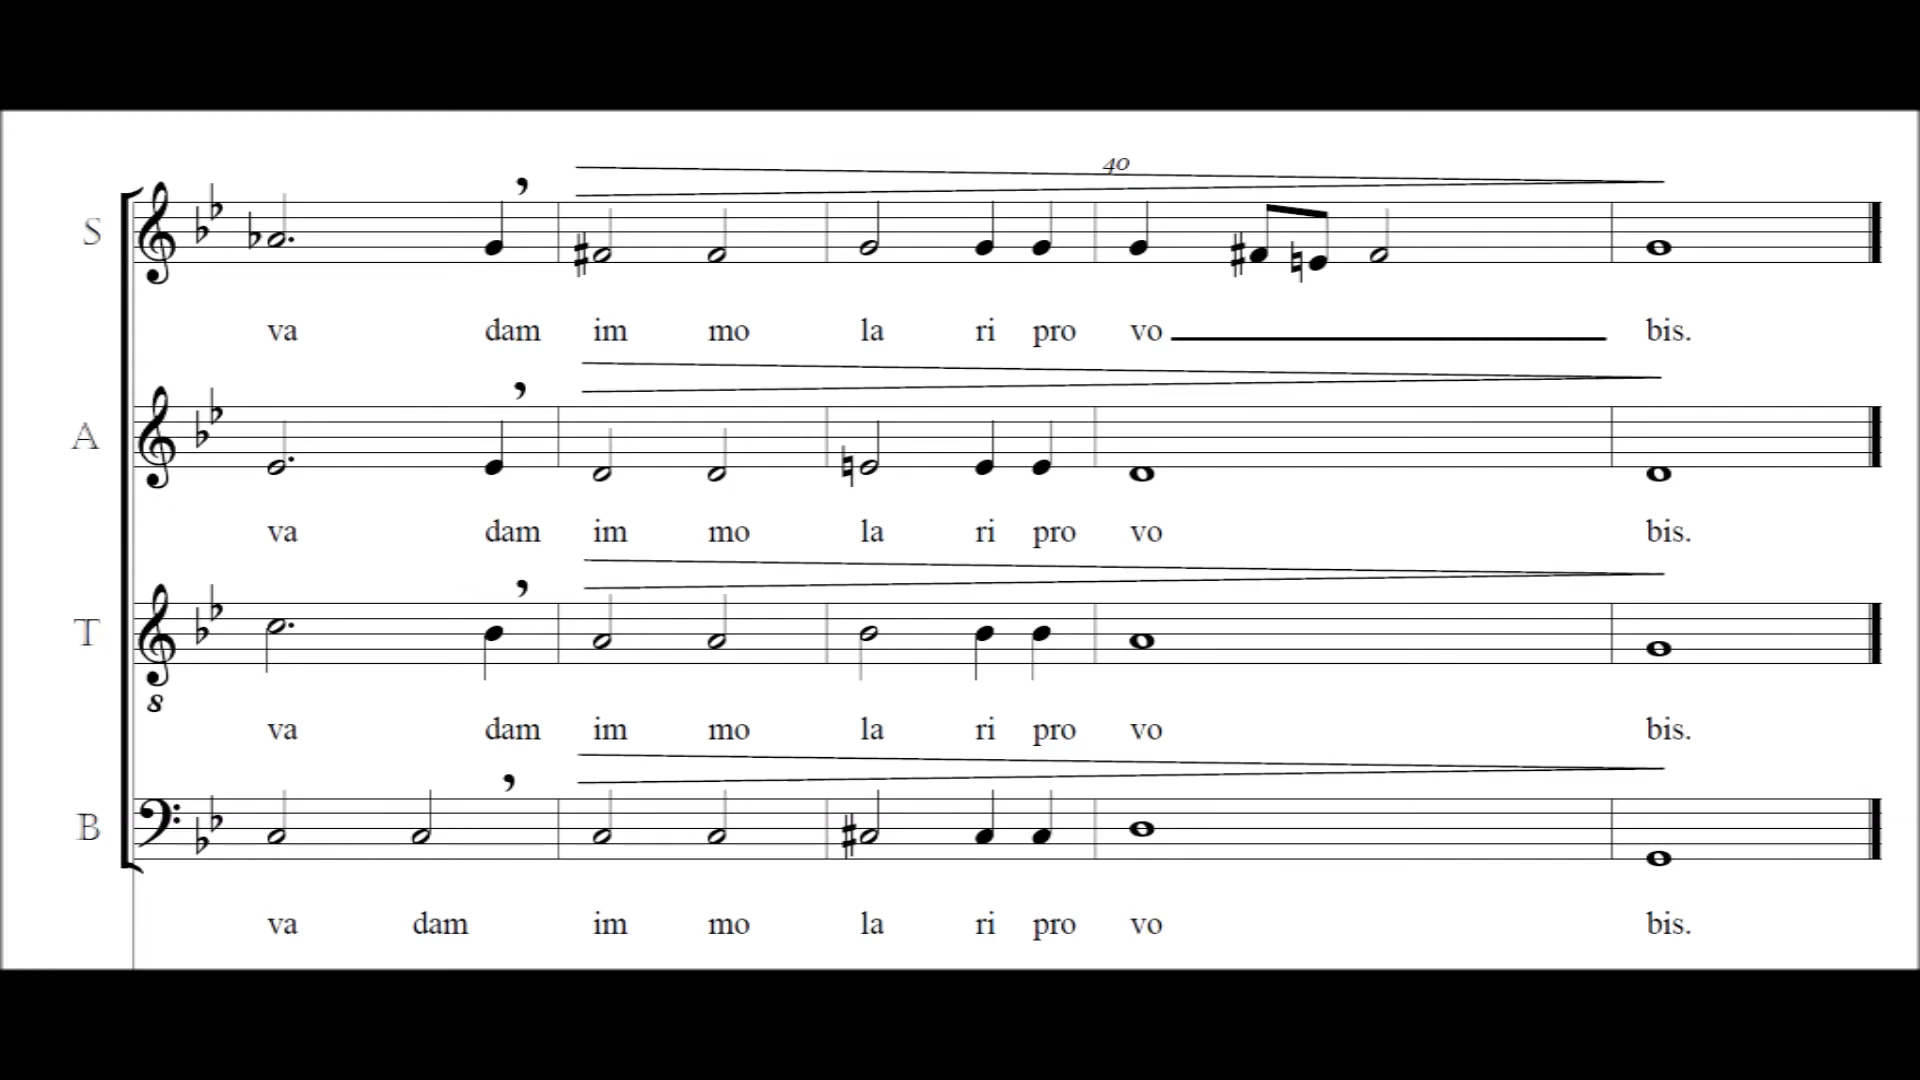 40
S
va dam im mo la ri pro vo bis.
A
va dam im mo la ri pro vo bis.
T
8
va dam im mo la ri pro vo bis.
B
va dam im mo la ri pro vo bis.